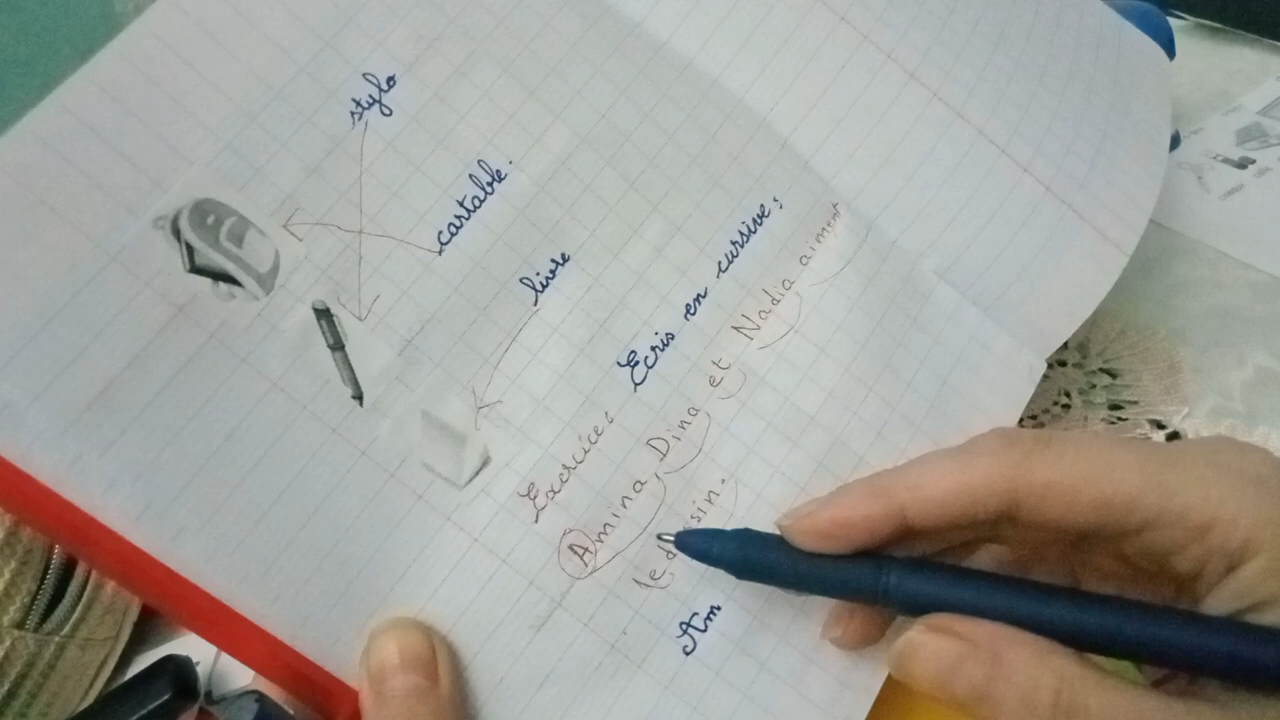 stylo
cartable.
livre
Exercice: Ecris en cursive:
Amina, Dina et Nadia aiment
le dessin.
Am